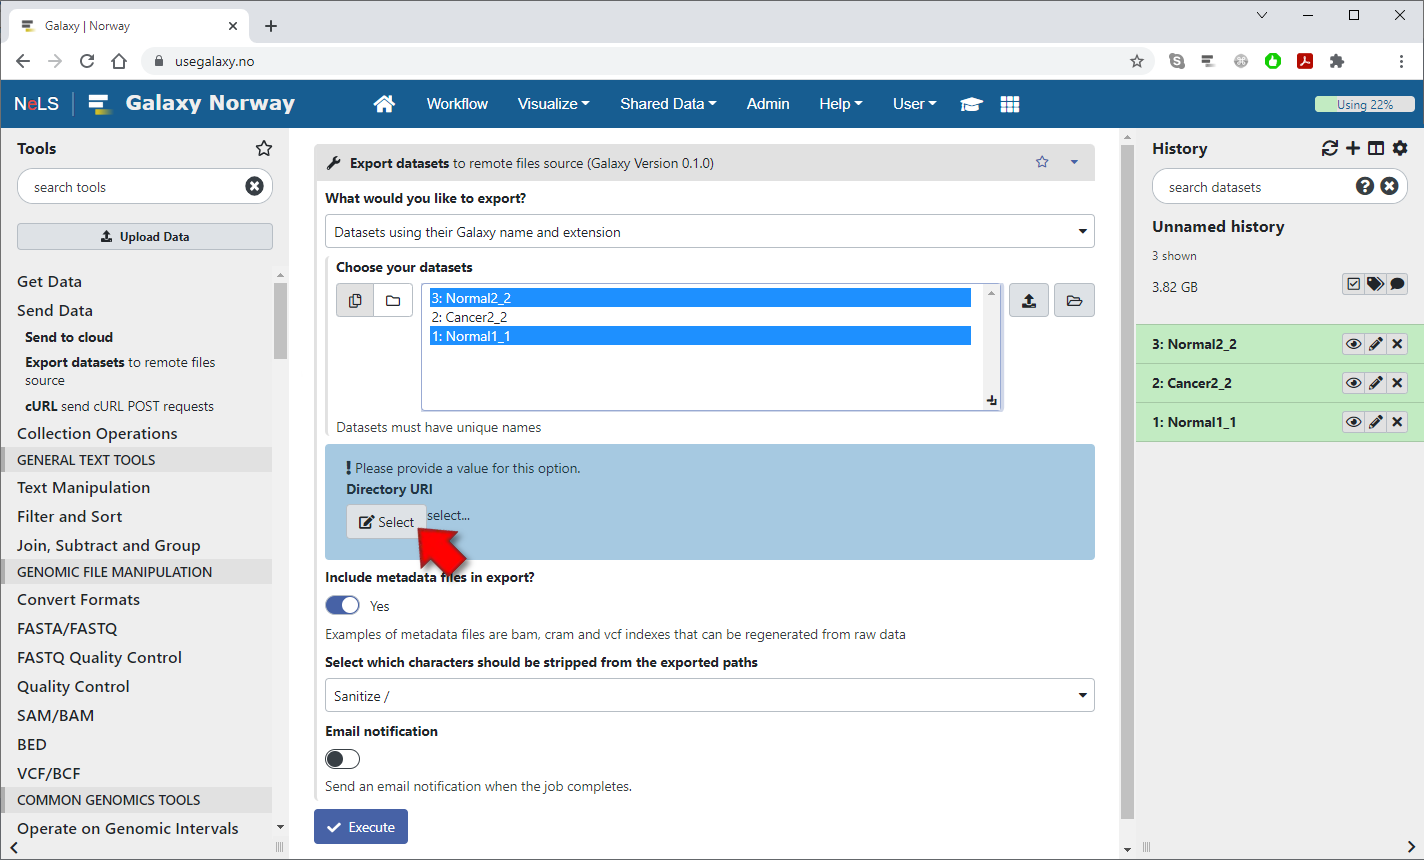 Galaxy | Norway
usegalaxy.no
NeLS
Galaxy Norway
Workflow
Visualize
Shared Data
Admin
Help
User
Using 22%
Tools
search tools
Upload Data
Get Data
Send Data
Send to cloud
Export datasets to remote files
source
cURL send cURL POST requests
Collection Operations
GENERAL TEXT TOOLS
Text Manipulation
Filter and Sort
Join, Subtract and Group
GENOMIC FILE MANIPULATION
Convert Formats
FASTA/FASTQ
FASTQ Quality Control
Quality Control
SAM/BAM
BED
VCF/BCF
COMMON GENOMICS TOOLS
Operate on Genomic Intervals
Export datasets to remote files source (Galaxy Version 0.1.0)
What would you like to export?
Datasets using their Galaxy name and extension
Choose your datasets
3: Normal2_2
2: Cancer2_2
1: Normal1_1
Datasets must have unique names
Please provide a value for this option.
Directory URI
Select
select...
Include metadata files in export?
Yes
Examples of metadata files are bam, cram and vcf indexes that can be regenerated from raw data
Select which characters should be stripped from the exported paths
Sanitize /
Email notification
Send an email notification when the job completes.
Execute
History
search datasets
Unnamed history
3 shown
3.82 GB
3: Normal2_2
2: Cancer2_2
1: Normal1_1